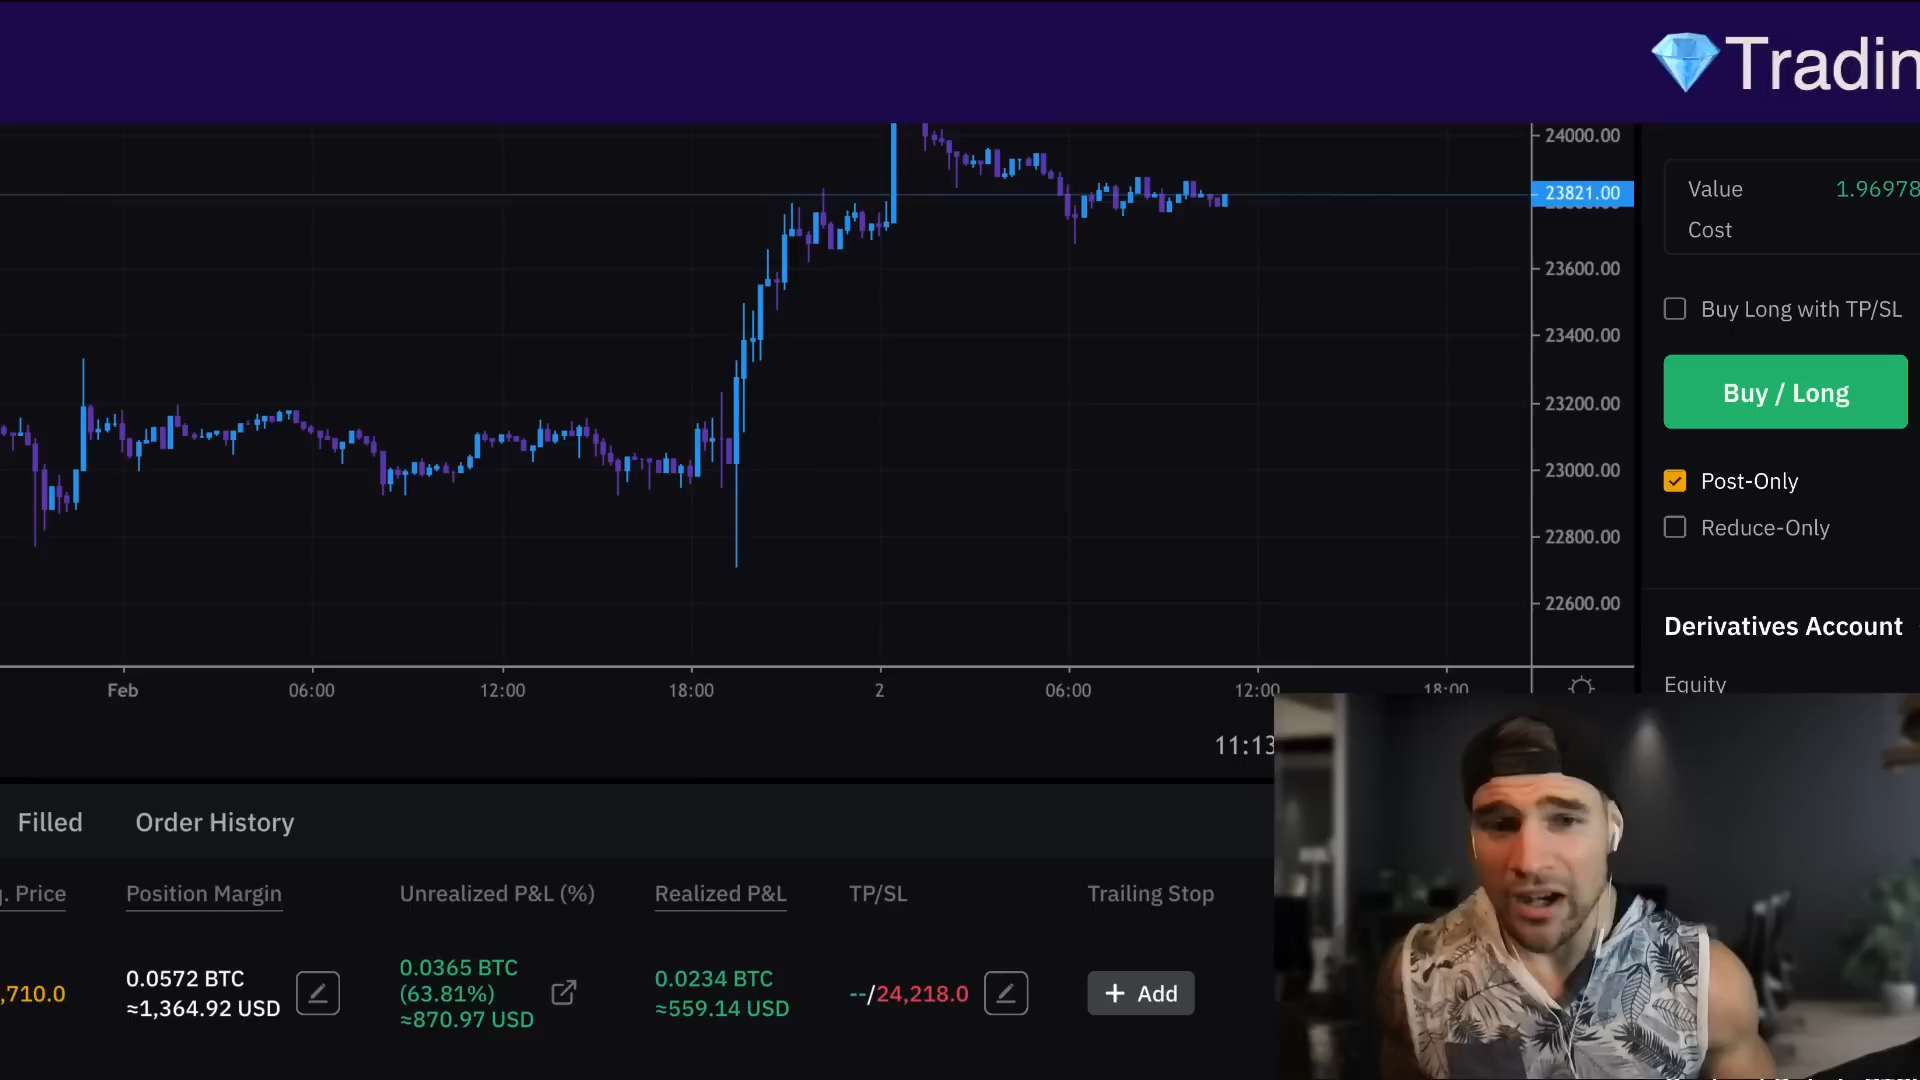 💎Tradin
24000.00
23821.00
23600.00
23400.00
23200.00
23000.00
22800.00
22600.00
Feb 06:00 12:00 18:00 2 06:00 12:00 18:00
11:13
Value 1.96978
Cost
Buy Long with TP/SL
Buy / Long
Post-Only
Reduce-Only
Derivatives Account
Equity
Filled Order History
. Price Position Margin Unrealized P&L (%) Realized P&L TP/SL Trailing Stop
,710.0
0.0572 BTC
≈1,364.92 USD
0.0365 BTC
(63.81%)
≈870.97 USD
0.0234 BTC
≈559.14 USD
--/24,218.0
+ Add